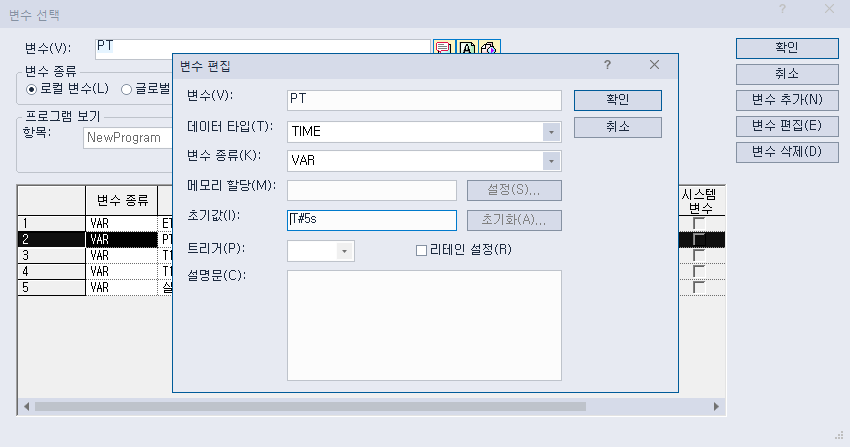 변수 선택
변수(V):
PT
변수 종류
로컬 변수(L)
글로벌
프로그램 보기
항목:
NewProgram
확인
취소
변수 추가(N)
변수 편집(E)
변수 삭제(D)
변수 종류
시스템
변수
1 VAR ET
2 VAR PT
3 VAR T1
4 VAR T1
5 VAR 실
변수 편집
변수(V):
PT
데이터 타입(T):
TIME
변수 종류(K):
VAR
메모리 할당(M):
설정(S)...
초기값(I):
T#5s
초기화(A)...
트리거(P):
리테인 설정(R)
설명문(C):
확인
취소